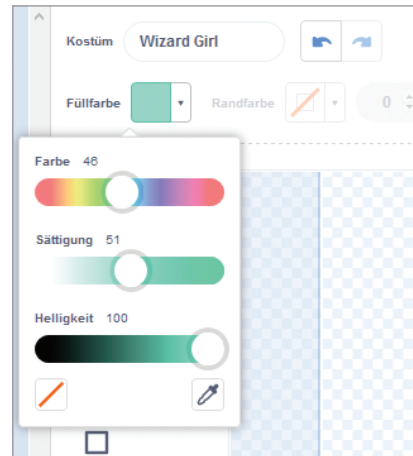 Kostüm Wizard Girl
Füllfarbe Randfarbe 0
Farbe 46
Sättigung 51
Helligkeit 100